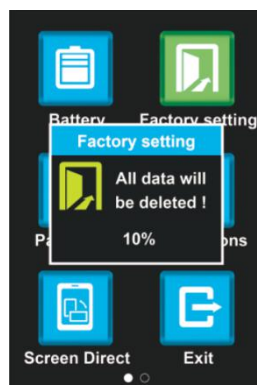 Battery
Factory setting
Factory setting
All data will
be deleted !
10%
Screen Direct
Exit